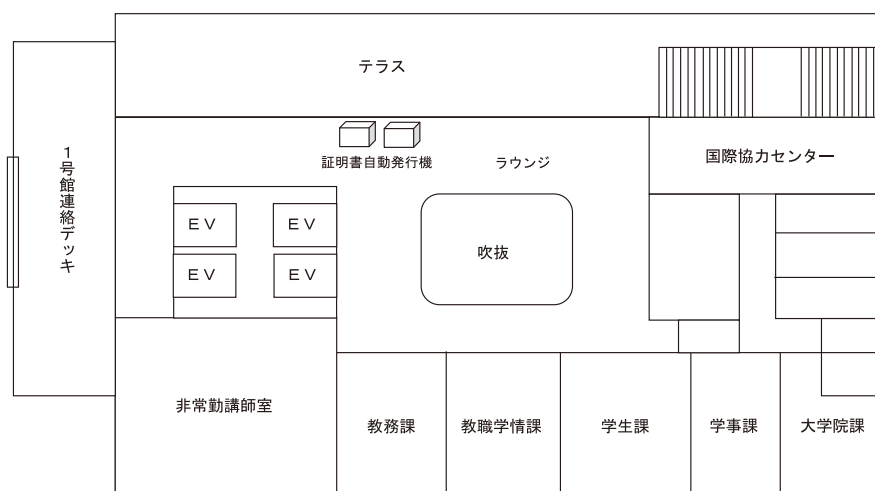 テラス
1号館連絡デッキ
証明書自動発行機
ラウンジ
国際協力センター
EV
EV
EV
EV
吹抜
非常勤講師室
教務課
教職学情課
学生課
学事課
大学院課